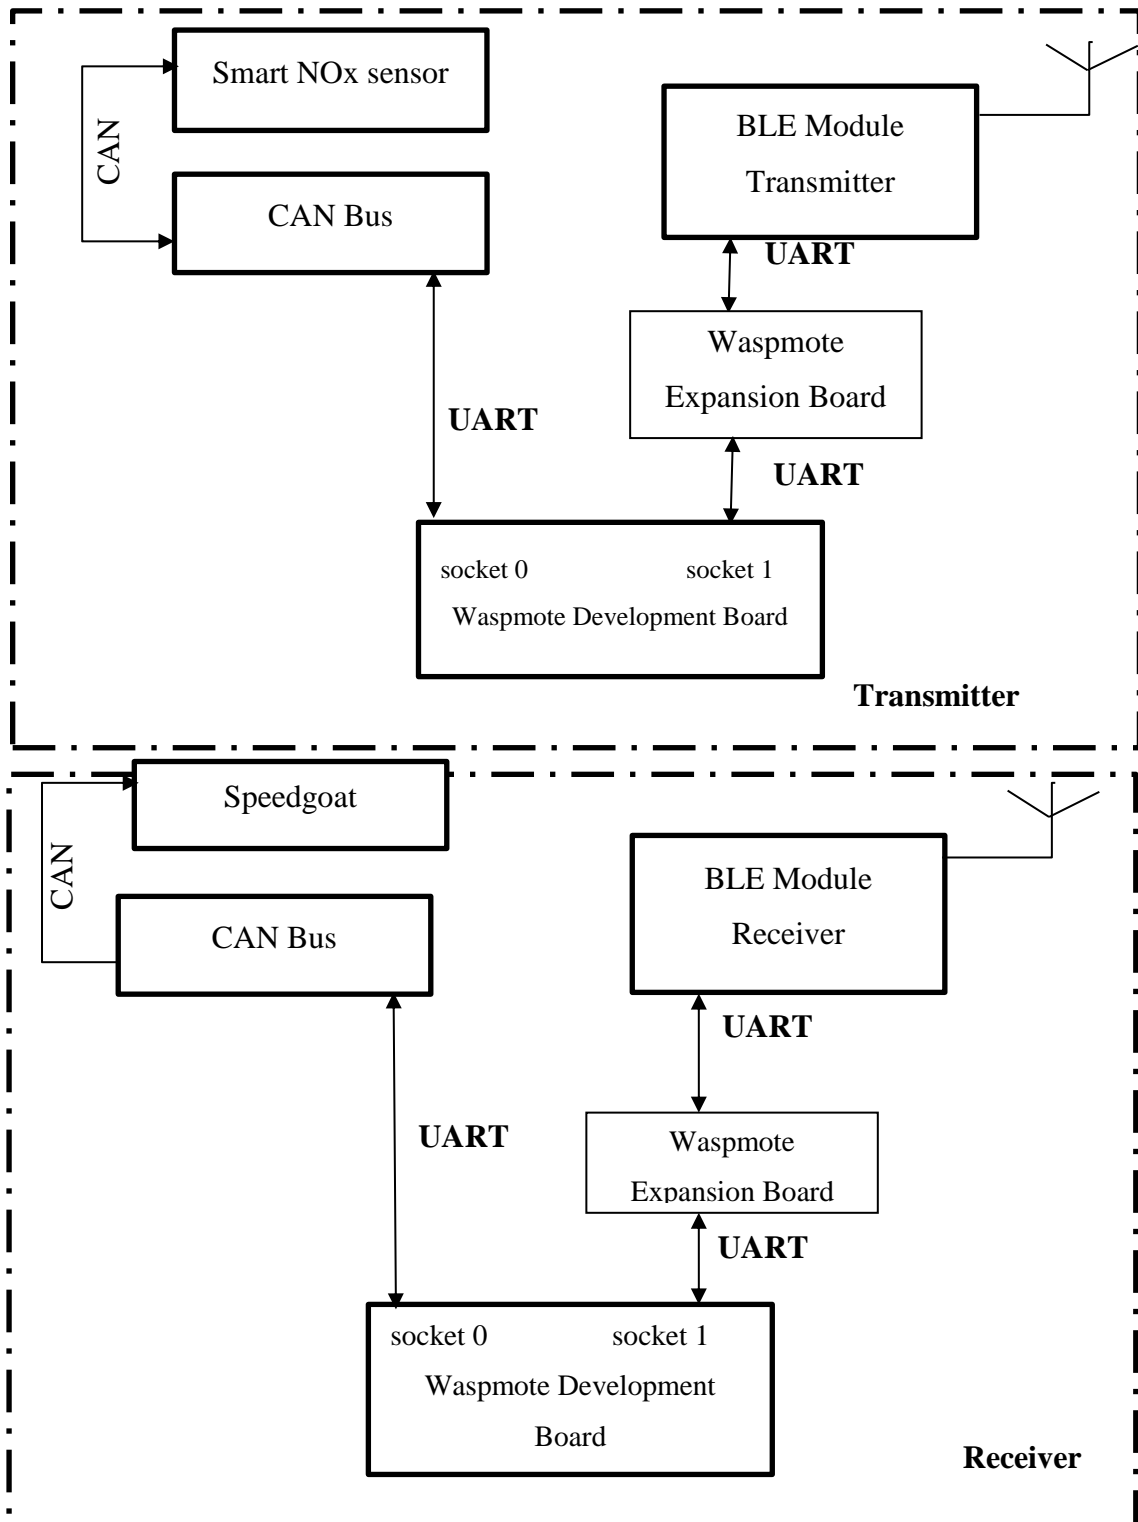 Smart NOx sensor
CAN
CAN Bus
BLE Module
Transmitter
UART
Waspmote
Expansion Board
UART
UART
socket 0
socket 1
Waspmote Development Board
Transmitter
Speedgoat
CAN
CAN Bus
BLE Module
Receiver
UART
Waspmote
Expansion Board
UART
UART
socket 0
socket 1
Waspmote Development
Board
Receiver